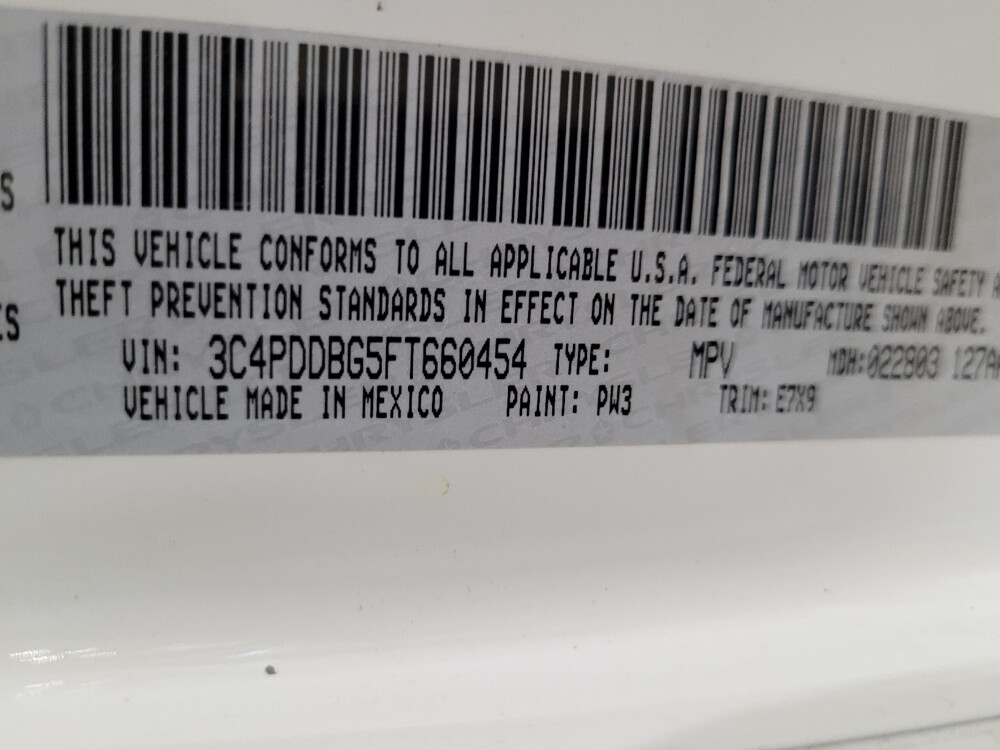 S
THIS VEHICLE CONFORMS TO ALL APPLICABLE U.S.A. FEDERAL MOTOR VEHICLE SAFETY
ES
THEFT PREVENTION STANDARDS IN EFFECT ON THE DATE OF MANUFACTURE SHOWN ABOVE.
VIN: 3C4PDDBG5FT660454 TYPE: MPV MDH: 022803 127A
VEHICLE MADE IN MEXICO PAINT: PW3 TRIM: E7X9